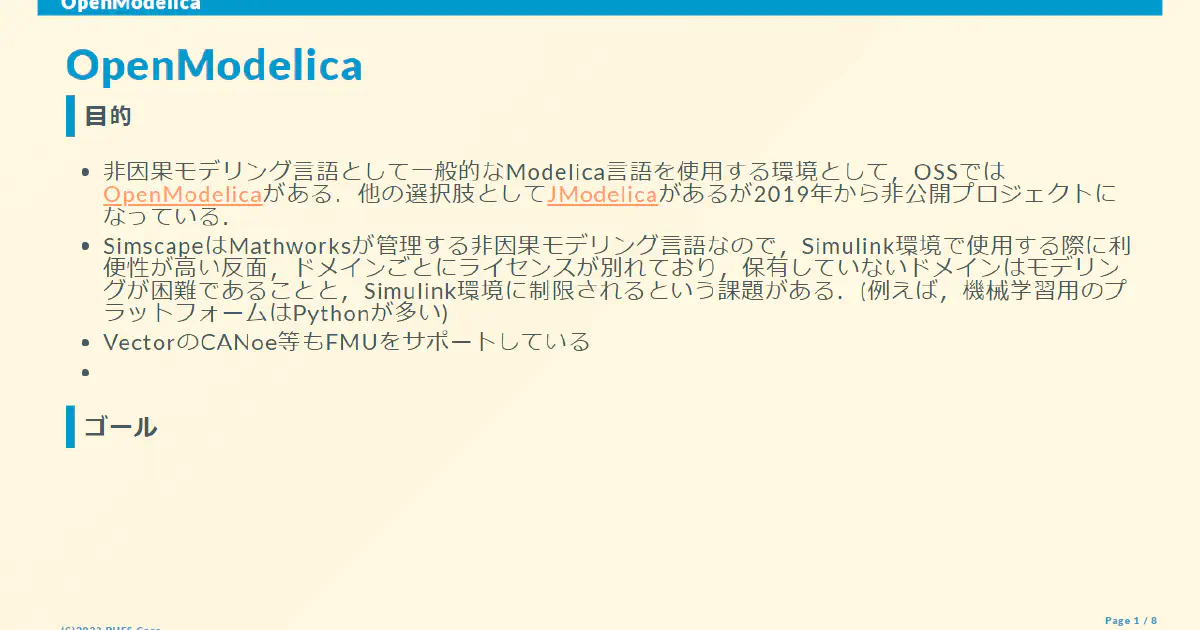 OpenModelica
OpenModelica
目的
非因果モデリング言語として一般的なModelica言語を使用する環境として，OSSでは
OpenModelicaがある．他の選択肢としてJModelicaがあるが2019年から非公開プロジェクトに
なっている．
SimscapeはMathworksが管理する非因果モデリング言語なので，Simulink環境で使用する際に利
便性が高い反面，ドメインごとにライセンスが別れており，保有していないドメインはモデリン
グが困難であることと，Simulink環境に制限されるという課題がある．(例えば，機械学習用のプ
ラットフォームはPythonが多い)
VectorのCANoe等もFMUをサポートしている
ゴール
Page 1 / 8